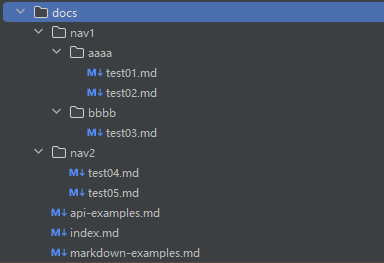 docs
nav1
aaaa
test01.md
test02.md
bbbb
test03.md
nav2
test04.md
test05.md
api-examples.md
index.md
markdown-examples.md